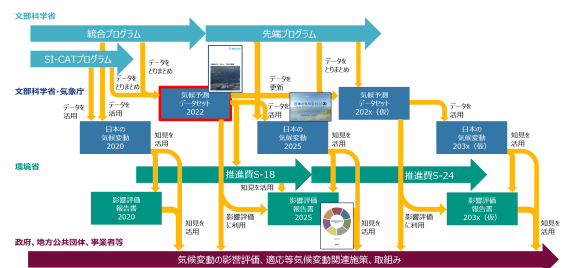 文部科学省
統合プログラム
先端プログラム
SI-CATプログラム
データを
とりまとめ
データを
とりまとめ
データを
更新
データを
とりまとめ
文部科学省・気象庁
気候予測
データセット
2022
気候予測
データセット
202x（仮）
データを
活用
データを
活用
データを
活用
データを
活用
日本の
気候変動
2020
知見を
活用
日本の
気候変動
2025
知見を
活用
日本の
気候変動
203x（仮）
知見を
活用
環境省
推進費S-18
推進費S-24
知見を活用
影響評価
報告書
2020
知見を
活用
影響評価
に利用
影響評価
報告書
2025
知見を
活用
影響評価
に利用
影響評価
報告書
203x（仮）
知見を
活用
政府、地方公共団体、事業者等
気候変動の影響評価、適応等気候変動関連施策、取組み